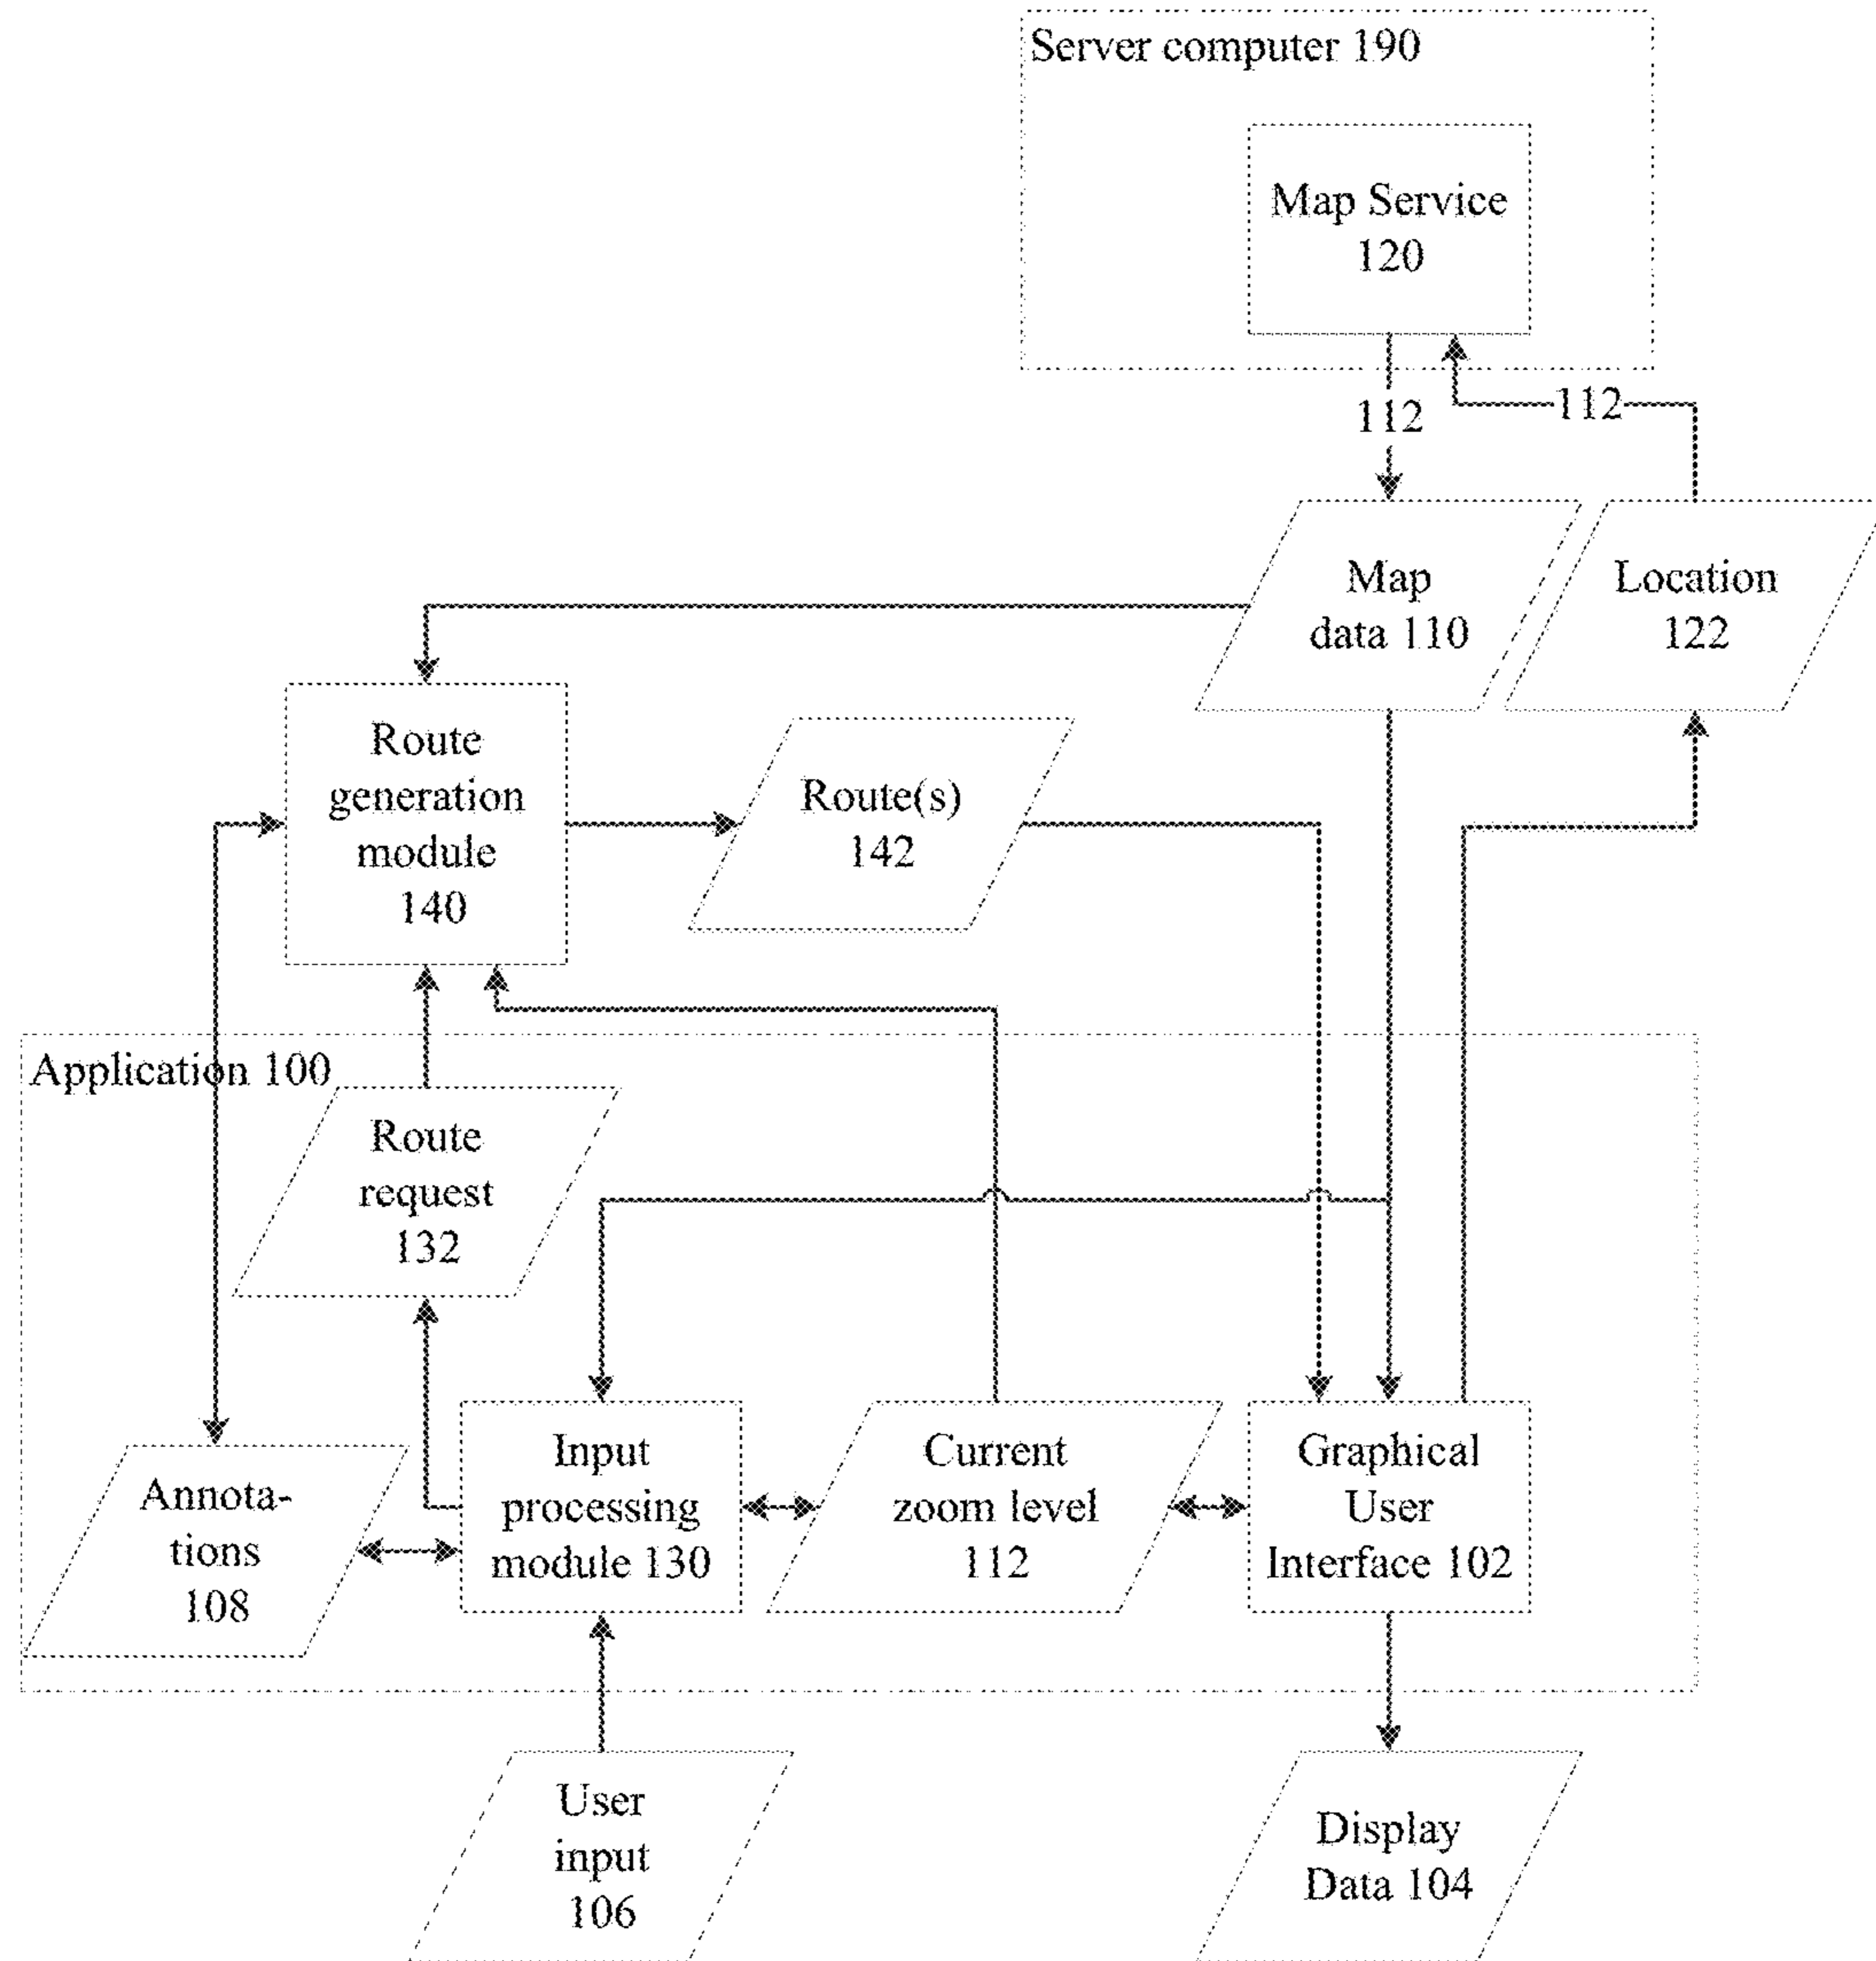 Server computer 190
Map Service
120
112
112
Map
data 110
Location
122
Route
generation
module
140
Route(s)
142
Application 100
Route
request
132
Annota-
tions
108
Input
processing
module 130
Current
zoom level
112
Graphical
User
Interface 102
User
input
106
Display
Data 104